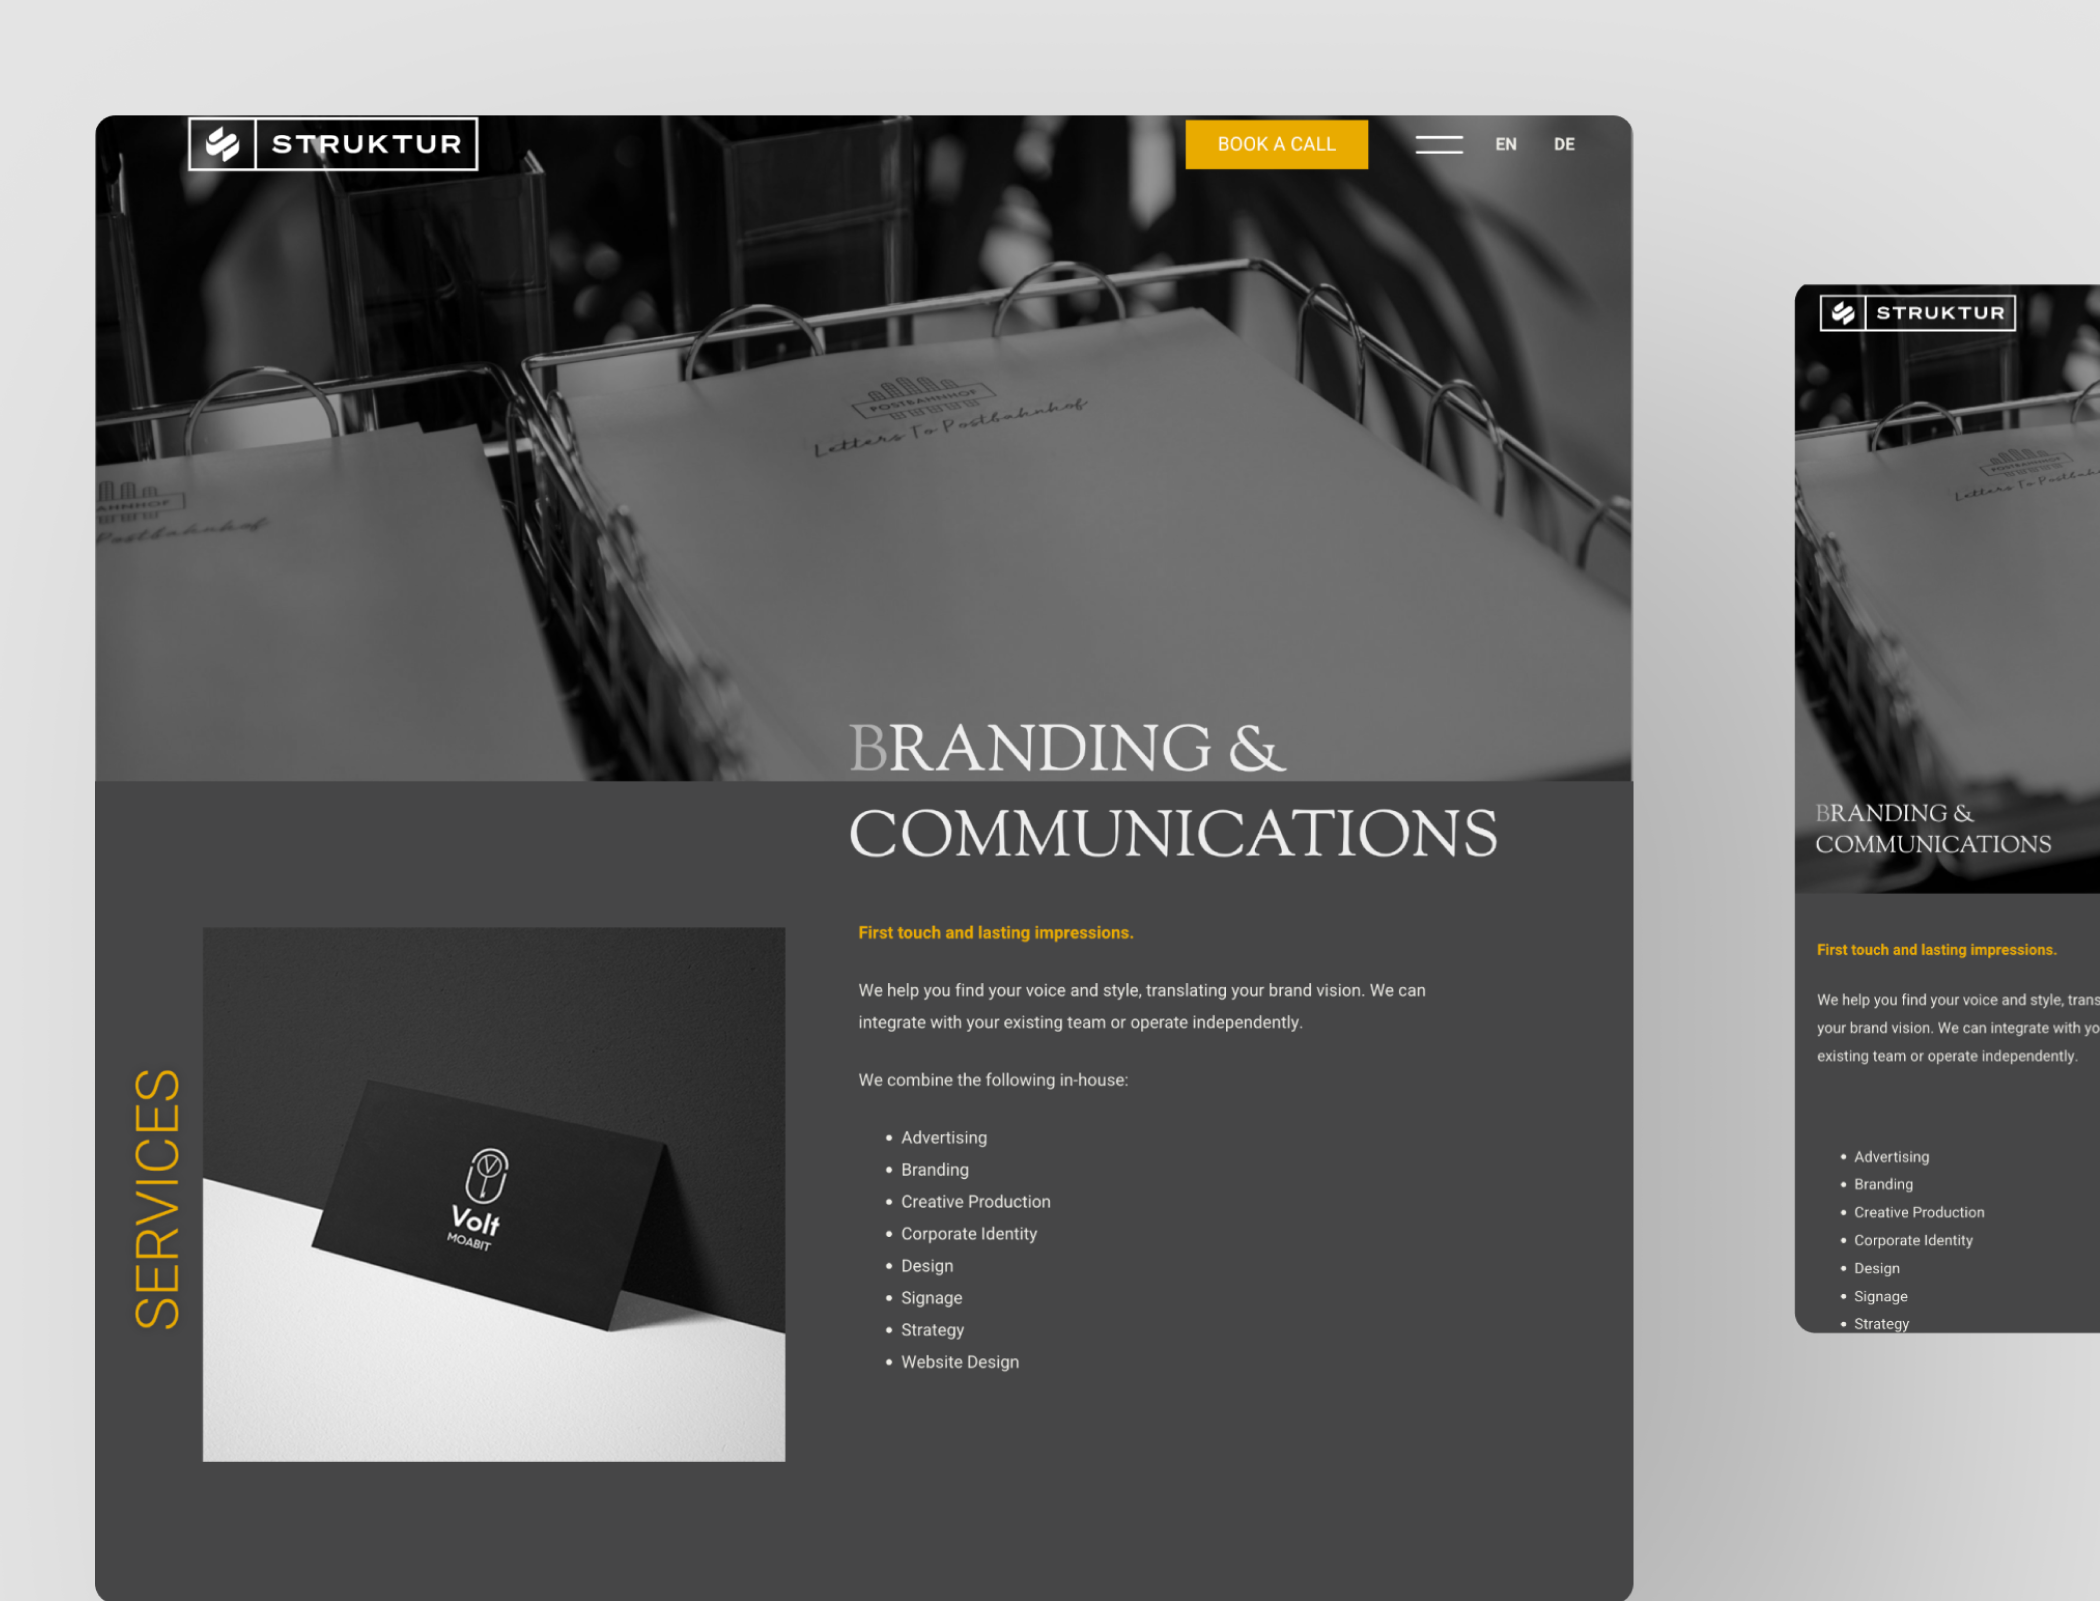 STRUKTUR
BOOK A CALL
EN
DE
POSTBAHNHOF
Letters To Postbahnhof
AHNHOF
Postbahnhof
BRANDING &
COMMUNICATIONS
SERVICES
Volt
MOABIT
First touch and lasting impressions.
We help you find your voice and style, translating your brand vision. We can
integrate with your existing team or operate independently.
We combine the following in-house:
• Advertising
• Branding
• Creative Production
• Corporate Identity
• Design
• Signage
• Strategy
• Website Design
STRUKTUR
POSTBAHNHOF
Letters To Postbahn
BRANDING &
COMMUNICATIONS
First touch and lasting impressions.
We help you find your voice and style, trans
your brand vision. We can integrate with yo
existing team or operate independently.
• Advertising
• Branding
• Creative Production
• Corporate Identity
• Design
• Signage
• Strategy